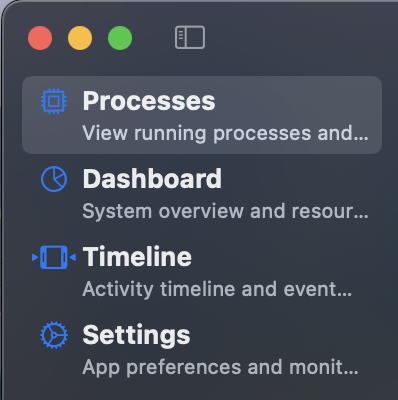 Processes
View running processes and...
Dashboard
System overview and resour...
Timeline
Activity timeline and event...
Settings
App preferences and monit...